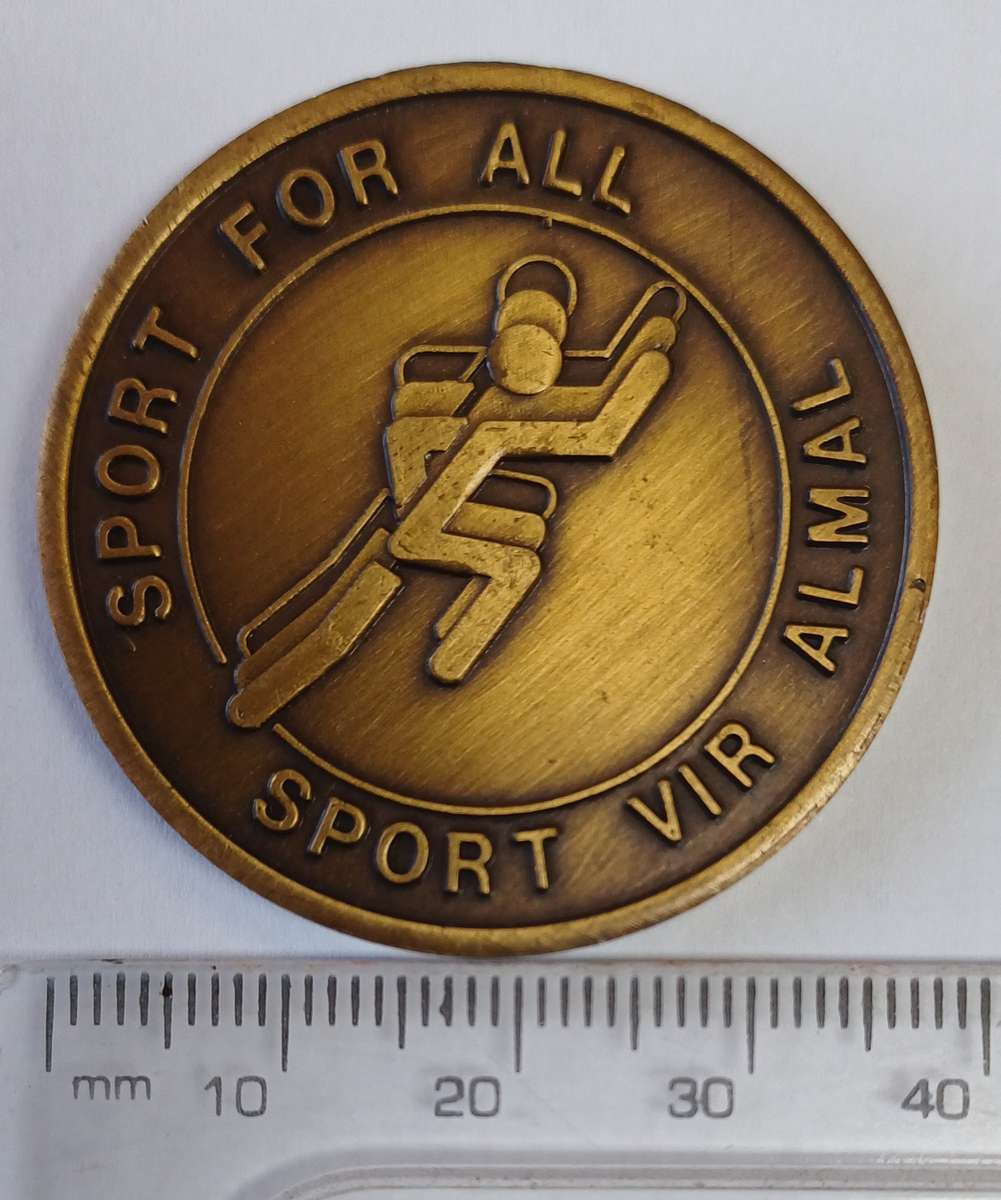 SPORT FOR ALL
SPORT VIR ALMAL
mm 10 20 30 40